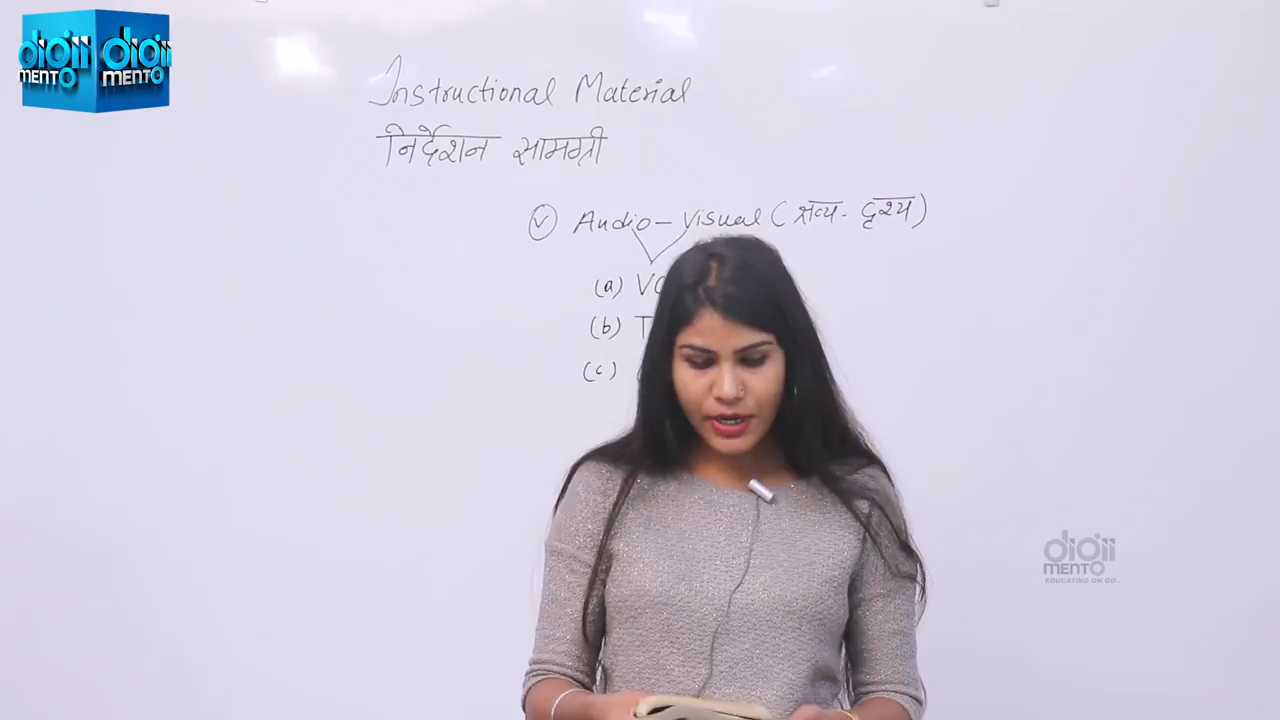 digii digii
MENTO MENTO
Instructional Material
निर्देशन सामग्री
(v) Audio - Visual (श्रव्य - दृश्य)
(a)
(b)
(c)
digii
MENTO
EDUCATING ON GO..